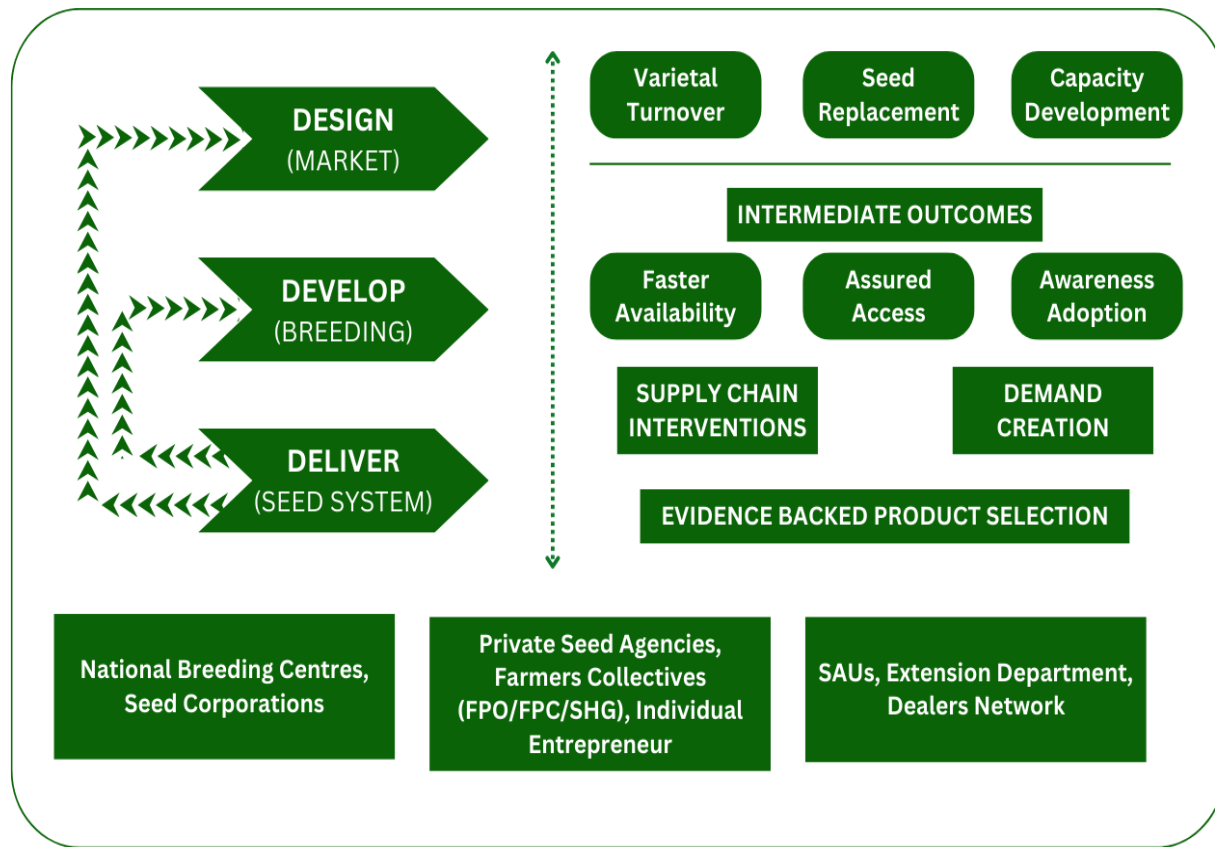 DESIGN
(MARKET)
DEVELOP
(BREEDING)
DELIVER
(SEED SYSTEM)
Varietal
Turnover
Seed
Replacement
Capacity
Development
INTERMEDIATE OUTCOMES
Faster
Availability
Assured
Access
Awareness
Adoption
SUPPLY CHAIN
INTERVENTIONS
DEMAND
CREATION
EVIDENCE BACKED PRODUCT SELECTION
National Breeding Centres,
Seed Corporations
Private Seed Agencies,
Farmers Collectives
(FPO/FPC/SHG), Individual
Entrepreneur
SAUs, Extension Department,
Dealers Network